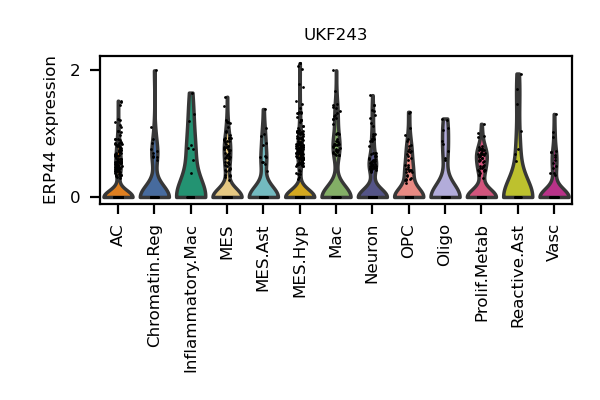 UKF243
ERP44 expression
2
0
AC
Chromatin.Reg
Inflammatory.Mac
MES
MES.Ast
MES.Hyp
Mac
Neuron
OPC
Oligo
Prolif.Metab
Reactive.Ast
Vasc